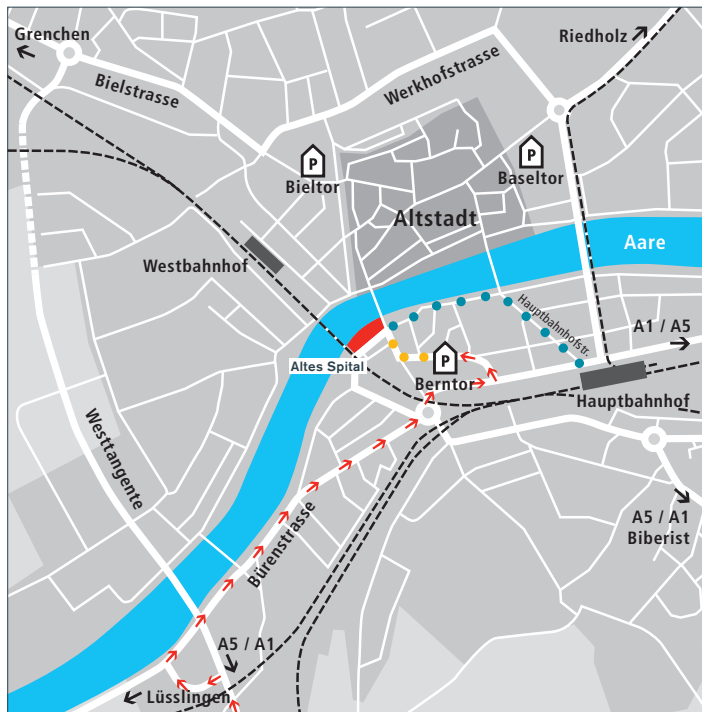 Grenchen
Riedholz
Bielstrasse
Werkhofstrasse
P
Bieltor
P
Baseltor
Altstadt
Westbahnhof
Aare
Hauptbahnhofstr.
A1 / A5
Altes Spital
P
Berntor
Hauptbahnhof
Westtangente
Bürenstrasse
A5 / A1
Biberist
A5 / A1
Lüsslingen